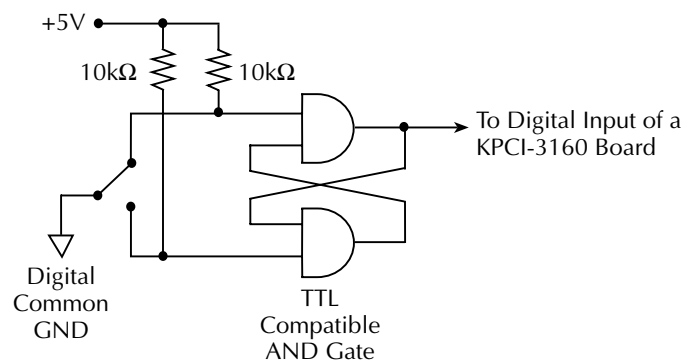 +5V
10kΩ
10kΩ
To Digital Input of a
KPCI-3160 Board
Digital
Common
GND
TTL
Compatible
AND Gate